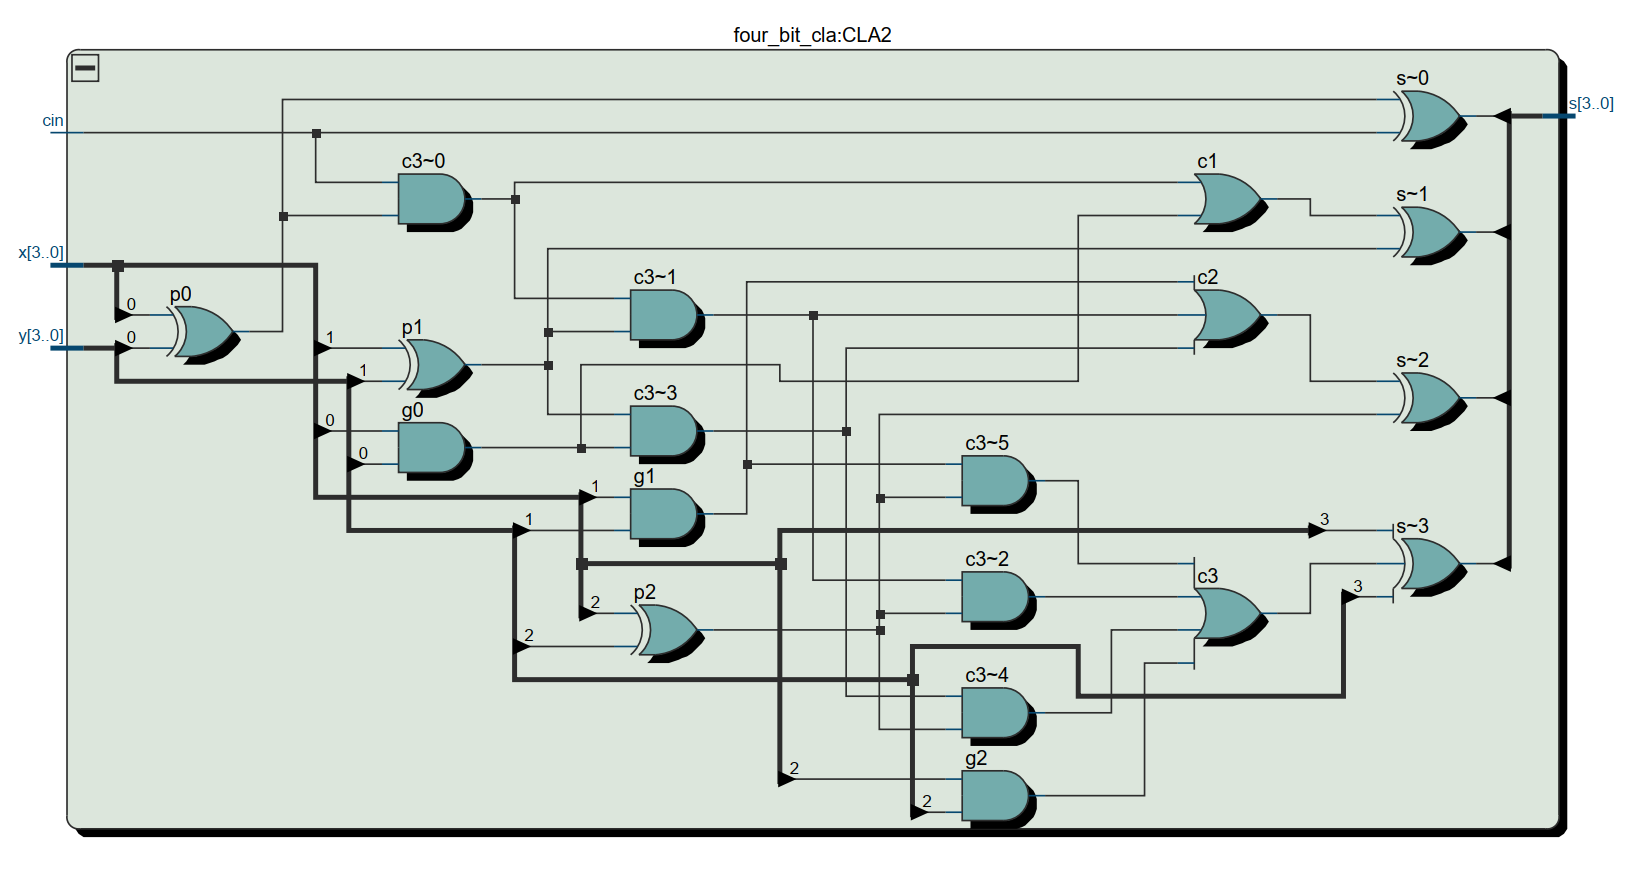 four_bit_cla:CLA2
s~0
cin
s[3..0]
c3~0
c1
s~1
x[3..0]
c3~1
c2
p0
0
y[3..0]
0
p1
1
1
s~2
c3~3
g0
0
0
c3~5
g1
1
1
3
s~3
c3~2
c3
3
p2
2
2
c3~4
g2
2
2